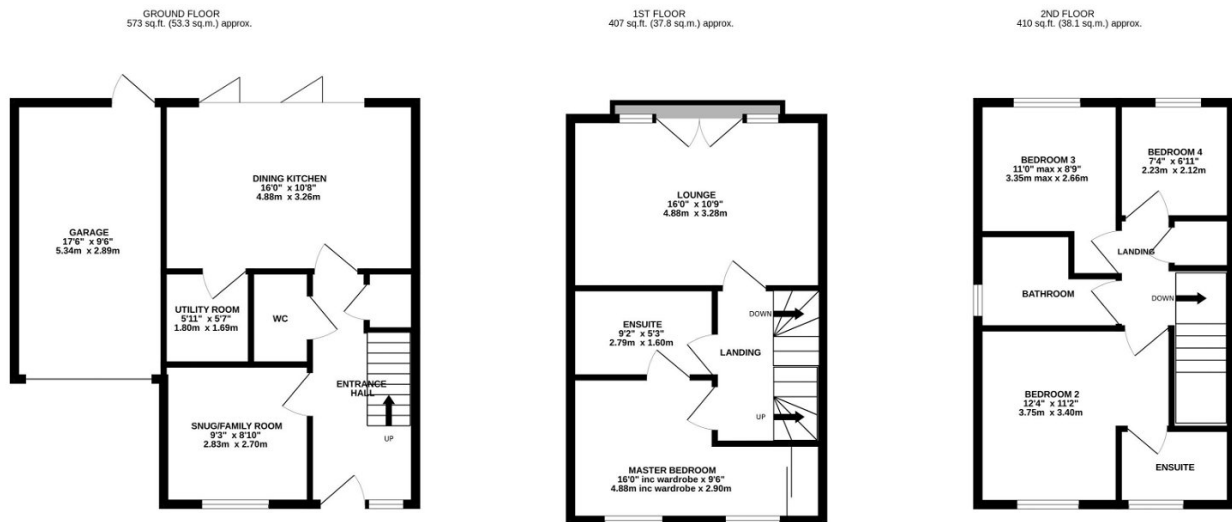 GROUND FLOOR
573 sq.ft. (53.3 sq.m.) approx.
GARAGE
17'6" x 9'6"
5.34m x 2.89m
DINING KITCHEN
16'0" x 10'8"
4.88m x 3.26m
UTILITY ROOM
5'11" x 5'7"
1.80m x 1.69m
WC
ENTRANCE
HALL
UP
SNUG/FAMILY ROOM
9'3" x 8'10"
2.83m x 2.70m
1ST FLOOR
407 sq.ft. (37.8 sq.m.) approx.
LOUNGE
16'0" x 10'9"
4.88m x 3.28m
ENSUITE
9'2" x 5'3"
2.79m x 1.60m
DOWN
LANDING
UP
MASTER BEDROOM
16'0" inc wardrobe x 9'6"
4.88m inc wardrobe x 2.90m
2ND FLOOR
410 sq.ft. (38.1 sq.m.) approx.
BEDROOM 3
11'0" max x 8'9"
3.35m max x 2.66m
BEDROOM 4
7'4" x 6'11"
2.23m x 2.12m
LANDING
BATHROOM
DOWN
BEDROOM 2
12'4" x 11'2"
3.75m x 3.40m
ENSUITE